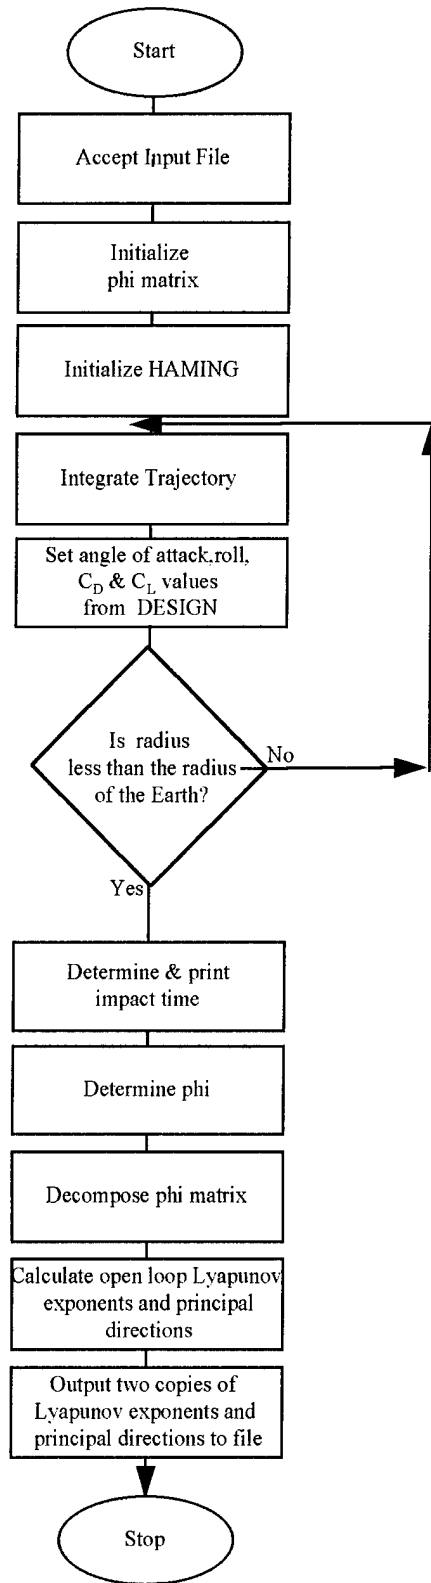 Start
Accept Input File
Initialize
phi matrix
Initialize HAMING
Integrate Trajectory
Set angle of attack,roll,
C_D & C_L values
from DESIGN
Is radius
less than the radius
of the Earth?
No
Yes
Determine & print
impact time
Determine phi
Decompose phi matrix
Calculate open loop Lyapunov
exponents and principal
directions
Output two copies of
Lyapunov exponents and
principal directions to file
Stop